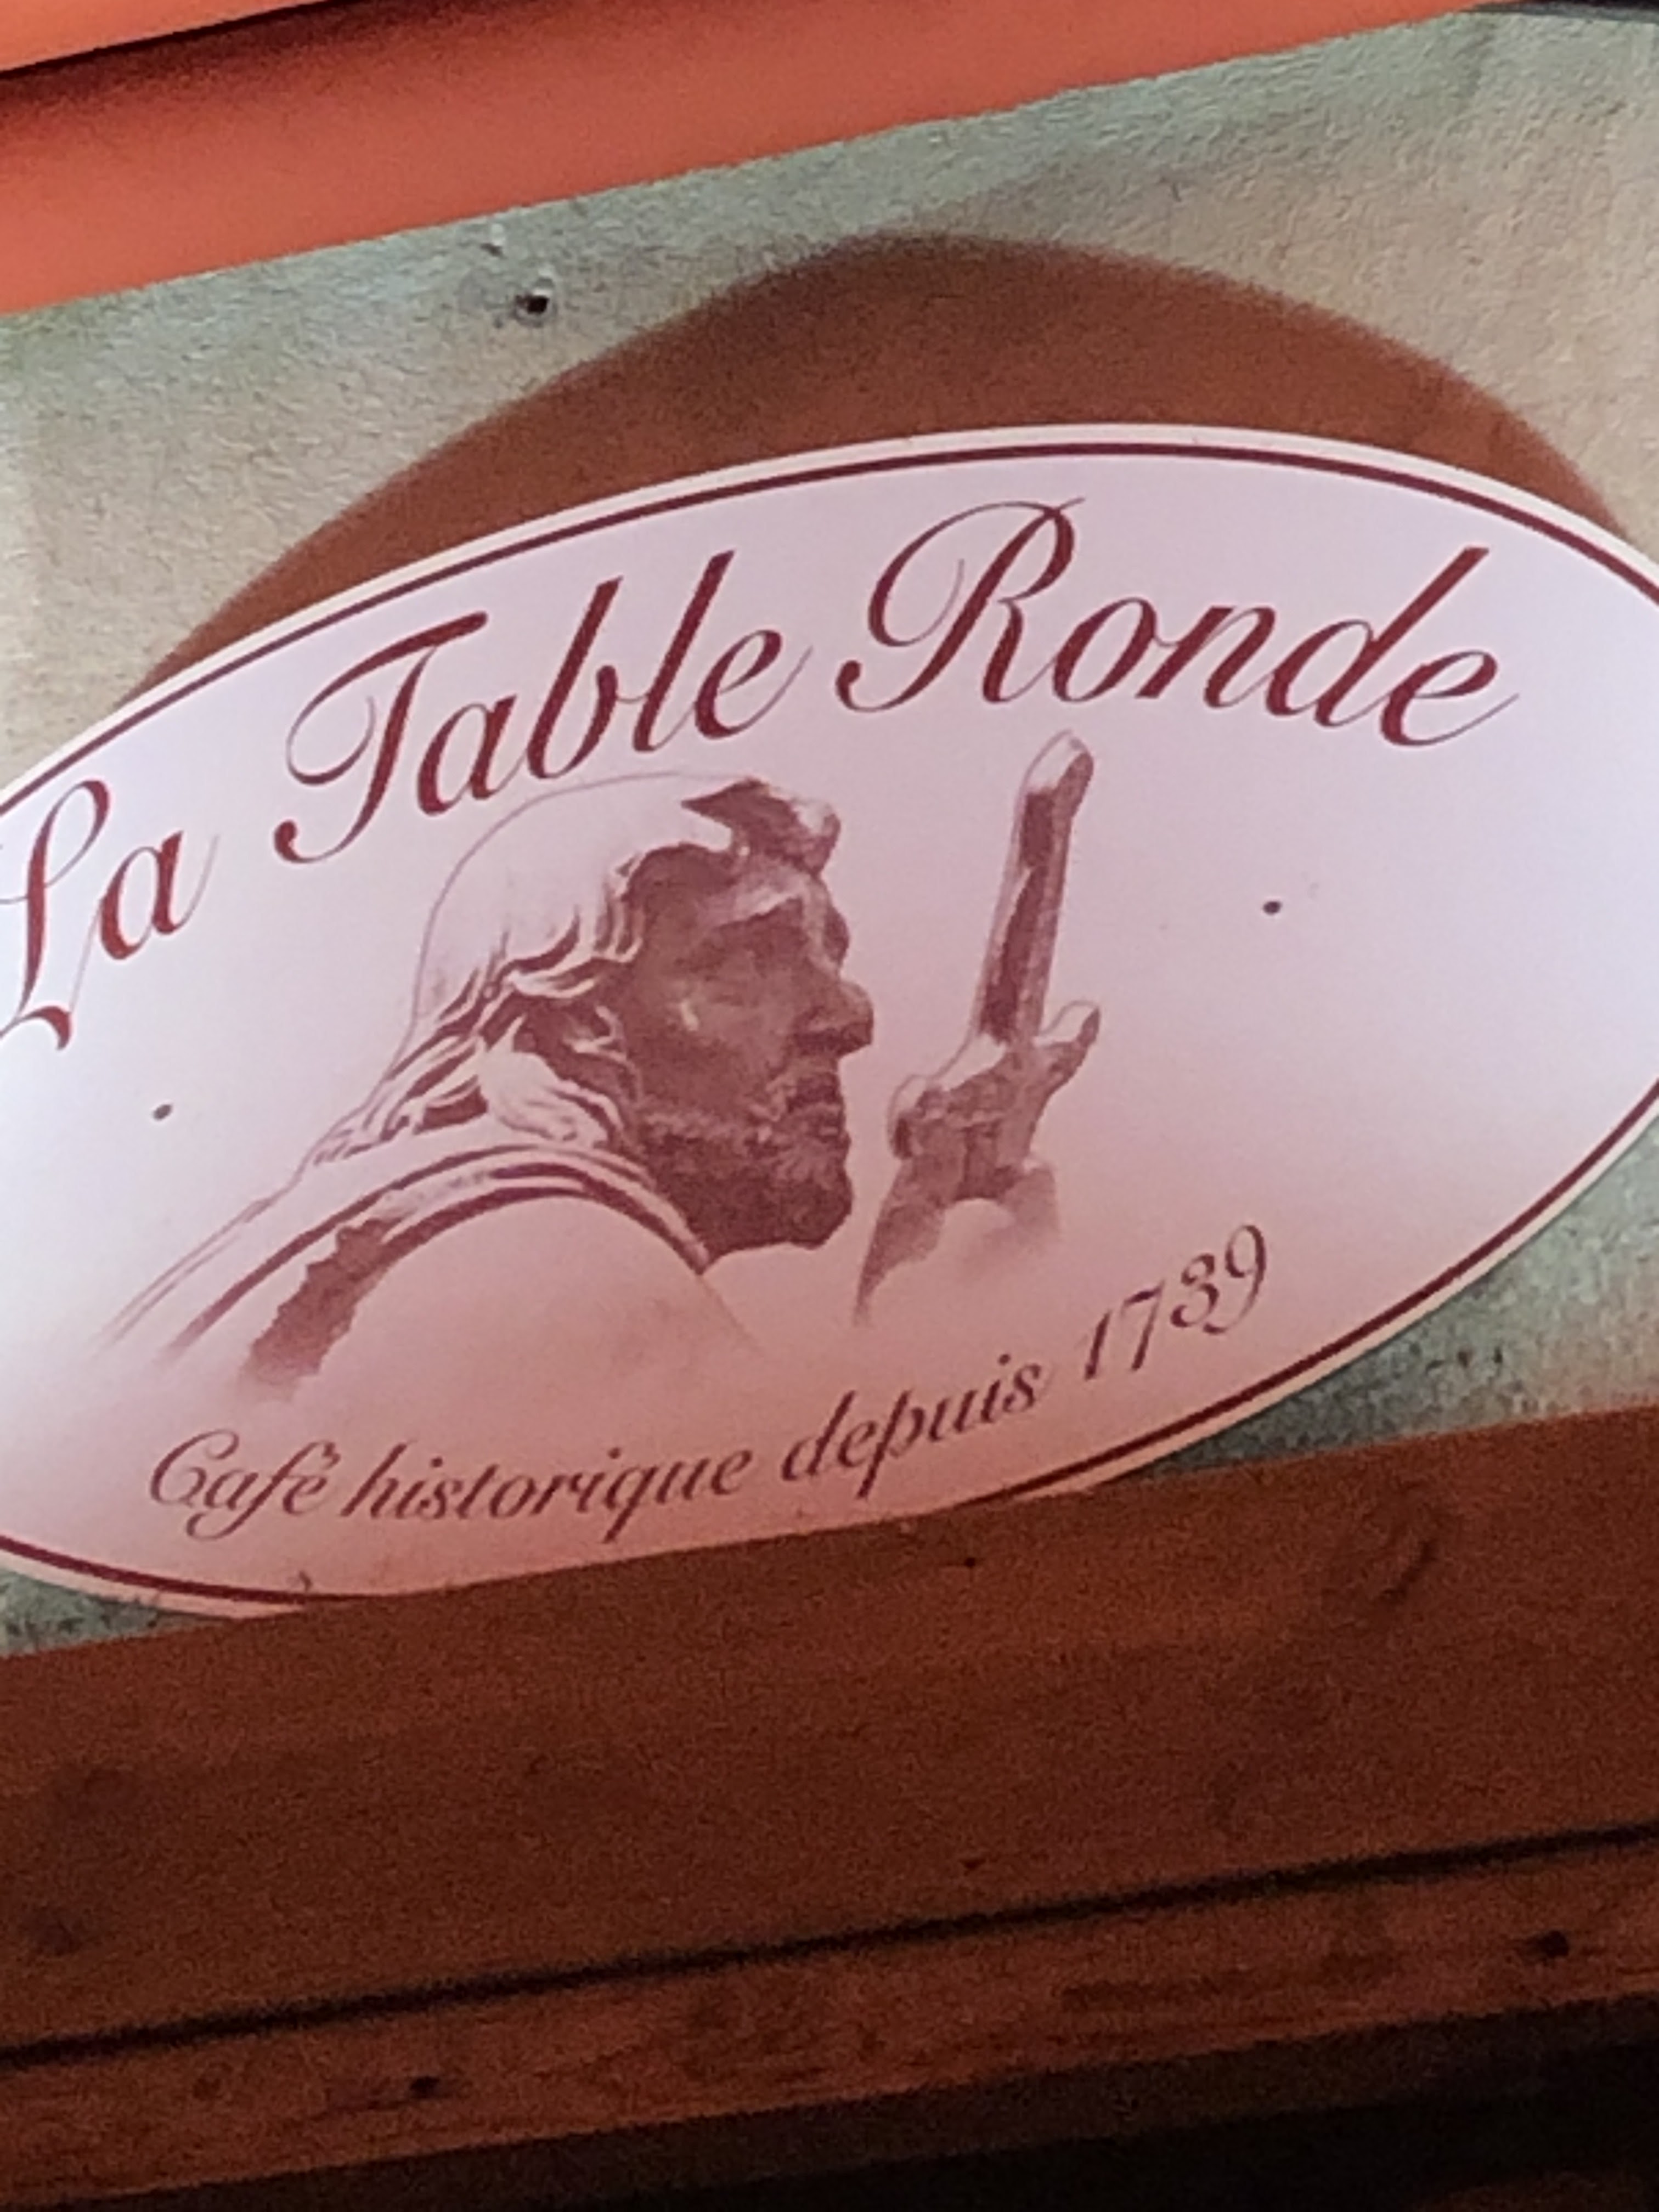 La Table Ronde
Café historique depuis 1739